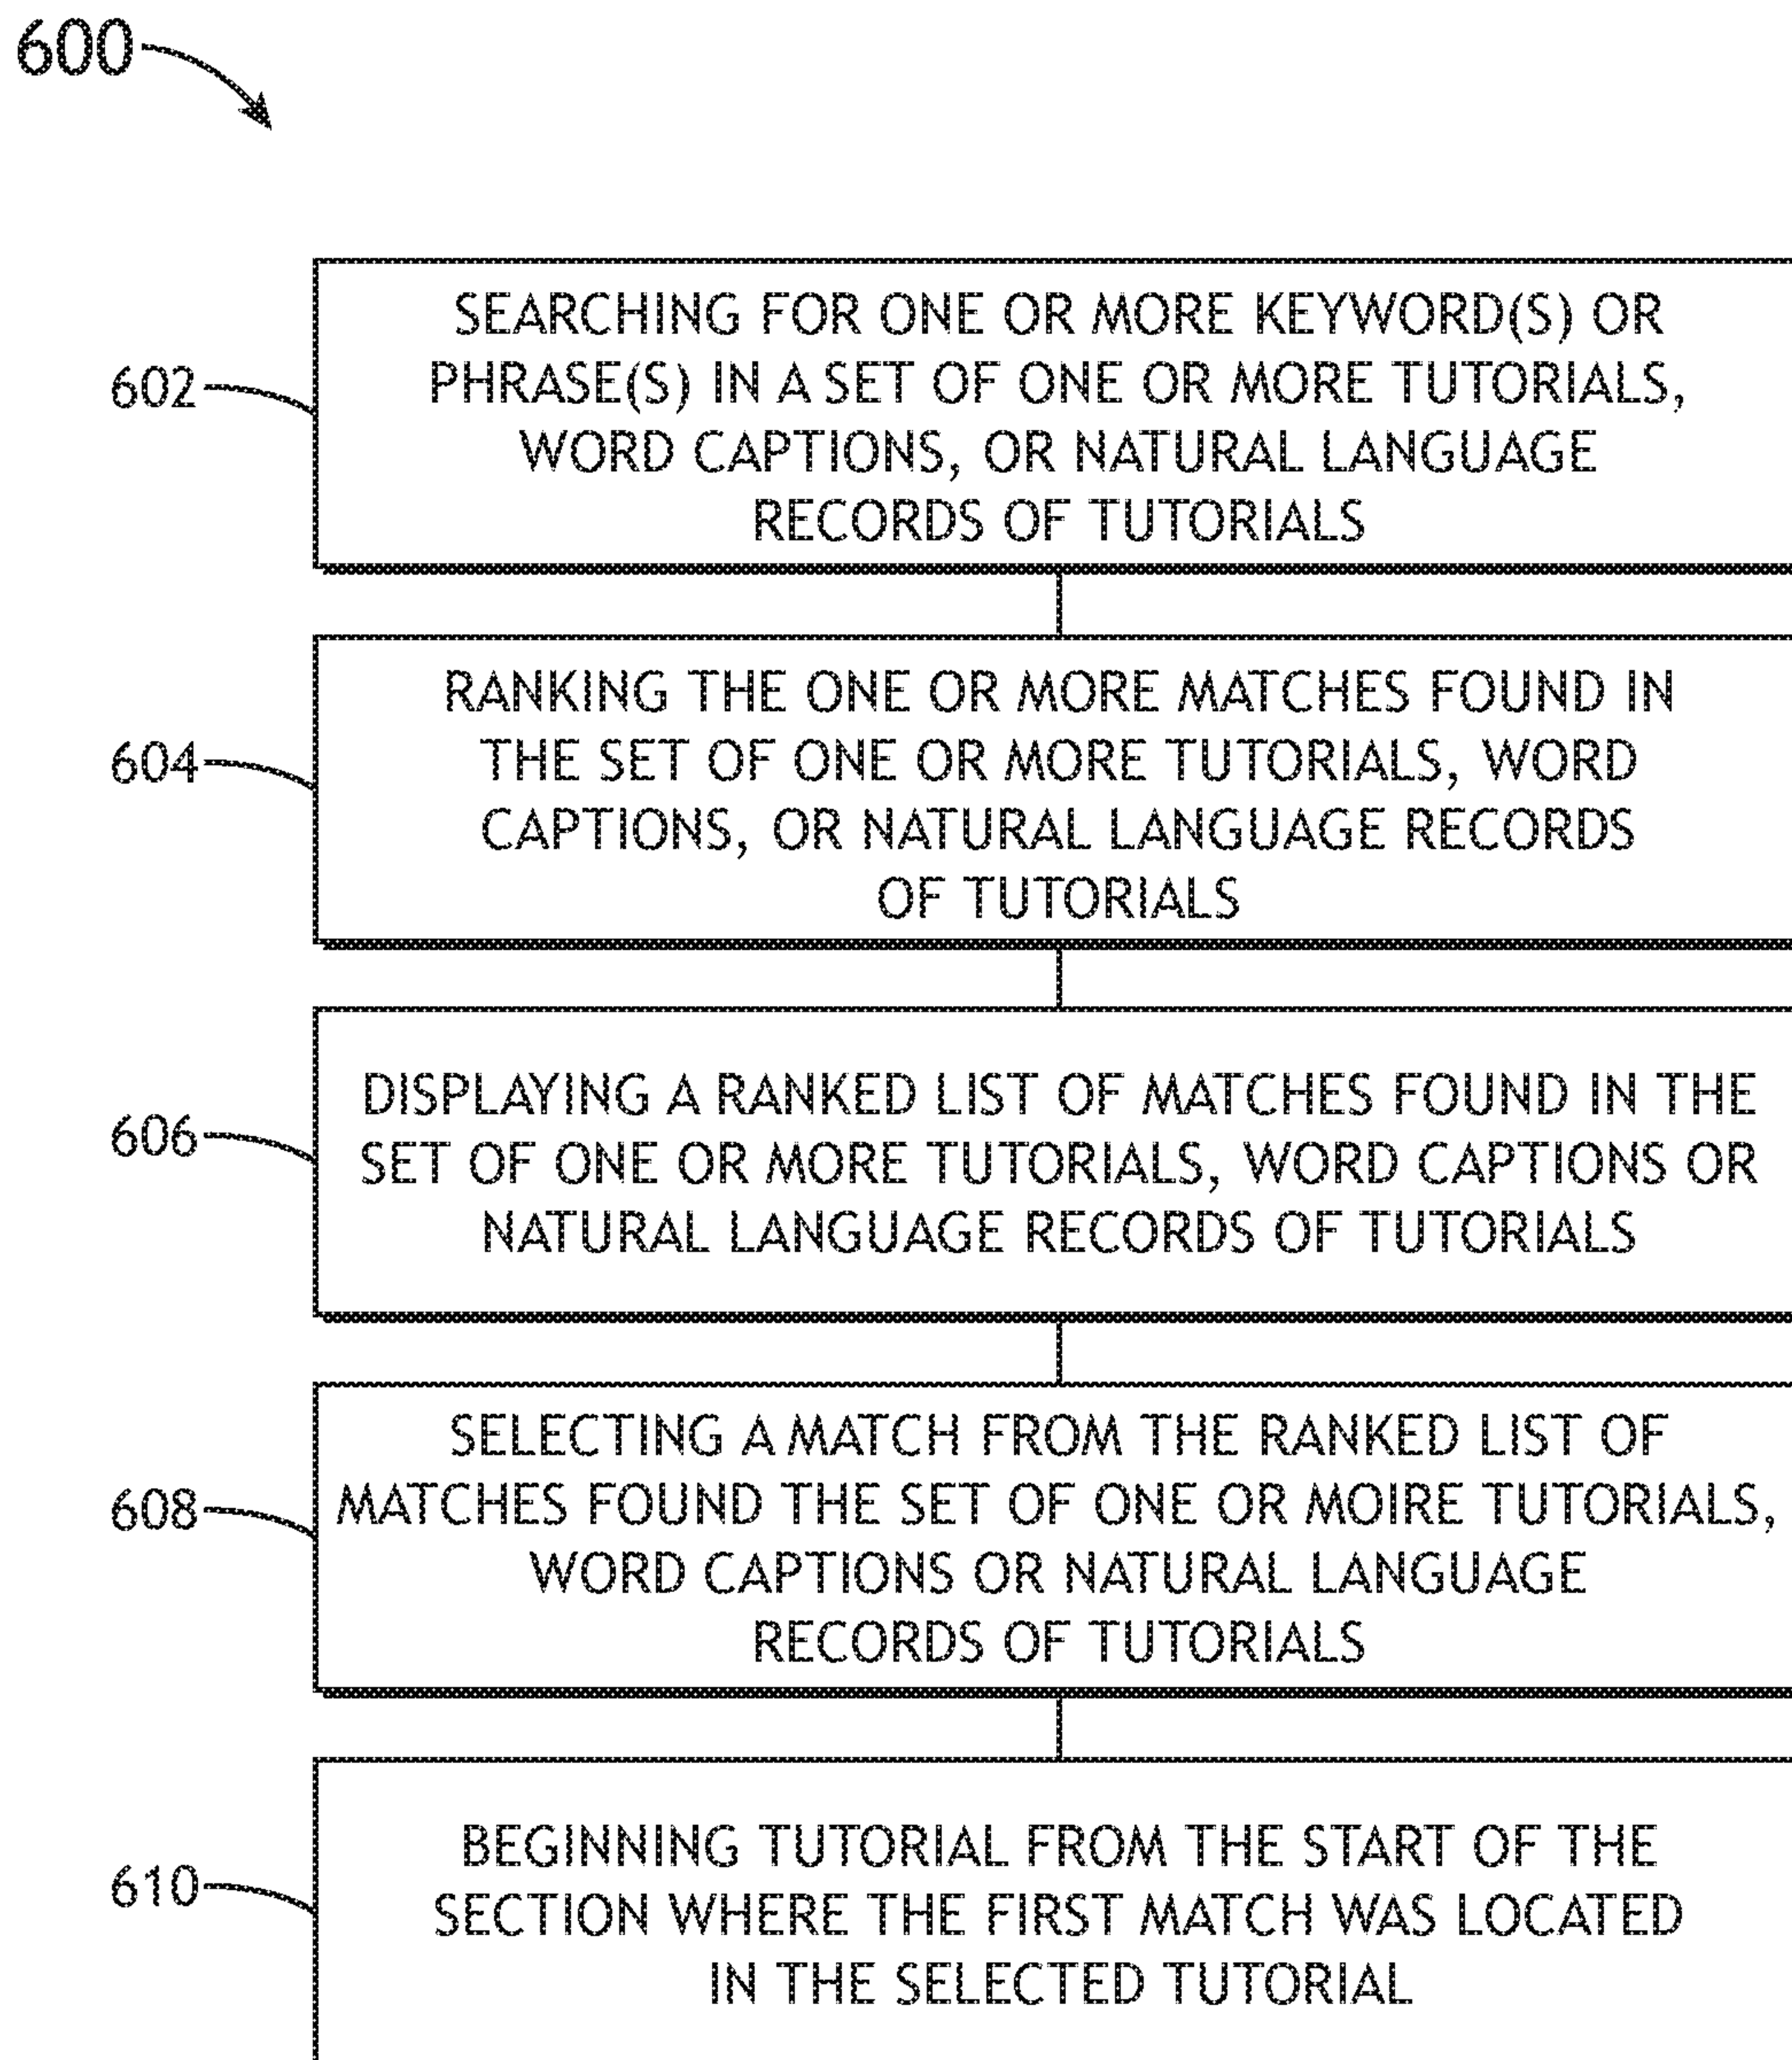 600
602
SEARCHING FOR ONE OR MORE KEYWORD(S) OR
PHRASE(S) IN A SET OF ONE OR MORE TUTORIALS,
WORD CAPTIONS, OR NATURAL LANGUAGE
RECORDS OF TUTORIALS
604
RANKING THE ONE OR MORE MATCHES FOUND IN
THE SET OF ONE OR MORE TUTORIALS, WORD
CAPTIONS, OR NATURAL LANGUAGE RECORDS
OF TUTORIALS
606
DISPLAYING A RANKED LIST OF MATCHES FOUND IN THE
SET OF ONE OR MORE TUTORIALS, WORD CAPTIONS OR
NATURAL LANGUAGE RECORDS OF TUTORIALS
608
SELECTING A MATCH FROM THE RANKED LIST OF
MATCHES FOUND THE SET OF ONE OR MOIRE TUTORIALS,
WORD CAPTIONS OR NATURAL LANGUAGE
RECORDS OF TUTORIALS
610
BEGINNING TUTORIAL FROM THE START OF THE
SECTION WHERE THE FIRST MATCH WAS LOCATED
IN THE SELECTED TUTORIAL